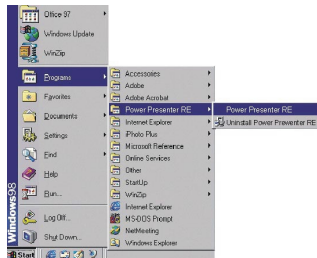 Office 97
Windows Update
WinZip
Programs
Favorites
Documents
Settings
Find
Help
Run...
Log Off...
Shut Down...
Windows98
Start
Accessories
Adobe
Adobe Acrobat
Power Presenter RE
Internet Explorer
iPhoto Plus
Microsoft Reference
Online Services
Other
StartUp
WinZip
Internet Explorer
MS-DOS Prompt
NetMeeting
Windows Explorer
Power Presenter RE
Uninstall Power Prewenter RE